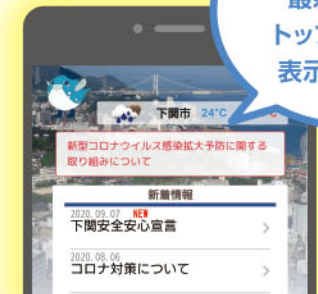 トッ
表示
下関市 24°C
新型コロナウイルス感染拡大予防に関する
取り組みについて
新着情報
2020.09.07 NEW
下関安全安心宣言
2020.08.06
コロナ対策について